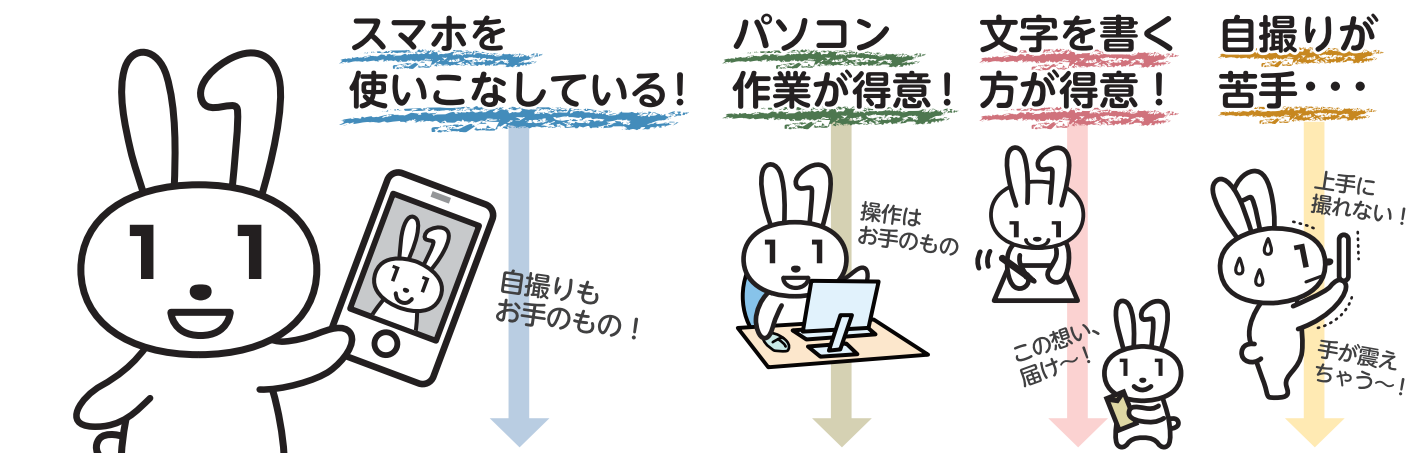 スマホを
使いこなしている!
自撮りも
お手のもの！
パソコン
作業が得意!
操作は
お手のもの
文字を書く
方が得意！
この想い、
届け〜！
自撮りが
苦手・・・
上手に
撮れない！
手が震え
ちゃう〜！